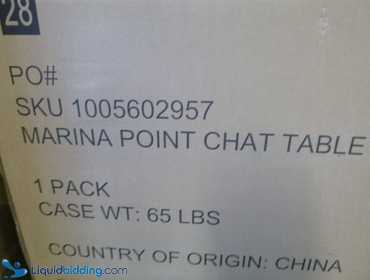 28
PO#
SKU 1005602957
MARINA POINT CHAT TABLE
1 PACK
CASE WT: 65 LBS
COUNTRY OF ORIGIN: CHINA
Liquidbidding.com